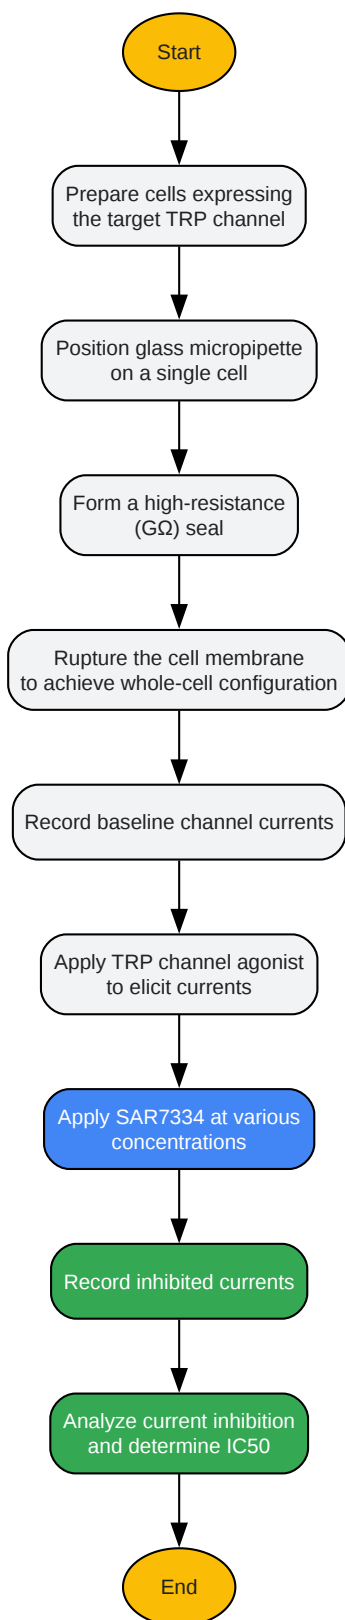 Start
Prepare cells expressing
the target TRP channel
Position glass micropipette
on a single cell
Form a high-resistance
(GΩ) seal
Rupture the cell membrane
to achieve whole-cell configuration
Record baseline channel currents
Apply TRP channel agonist
to elicit currents
Apply SAR7334 at various
concentrations
Record inhibited currents
Analyze current inhibition
and determine IC50
End